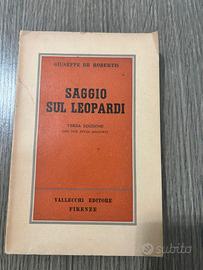 GIUSEPPE DE ROBERTIS
SAGGIO
SUL LEOPARDI
TERZA EDIZIONE
VALLECCHI EDITORE
FIRENZE
subito